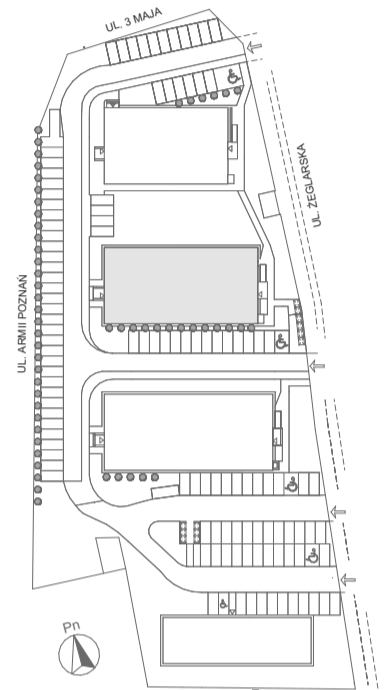 UL. 3 MAJA
UL. ŻEGLARSKA
UL. ARMII POZNAŃ
Pn